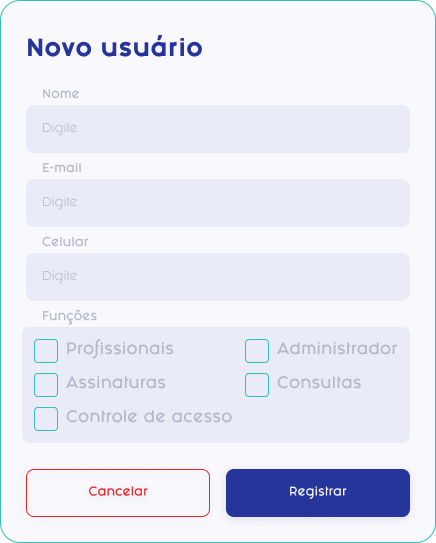 Novo usuário
Nome
Digite
E-mail
Digite
Celular
Digite
Funções
Profissionais Administrador
Assinaturas Consultas
Controle de acesso
Cancelar Registrar